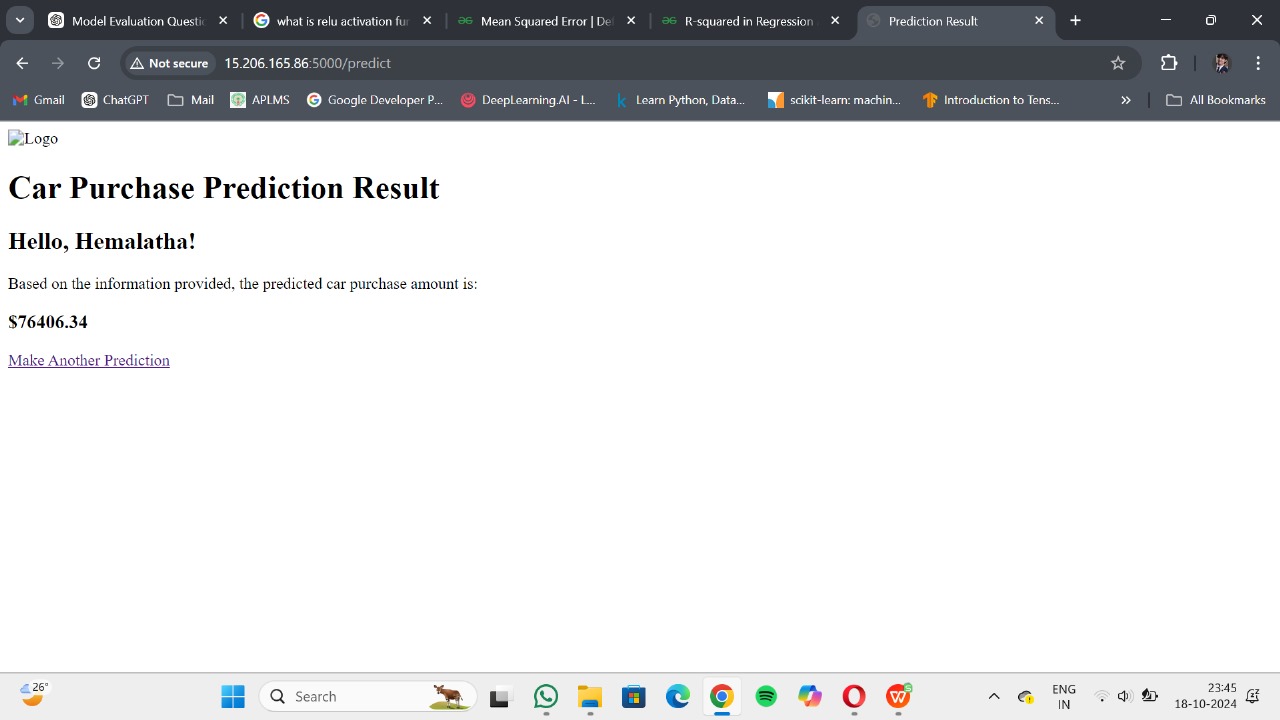 Model Evaluation Questic
what is relu activation fur
Mean Squared Error | De
R-squared in Regression
Prediction Result
Not secure
15.206.165.86:5000/predict
Gmail
ChatGPT
Mail
APLMS
Google Developer P...
DeepLearning.AI - L...
Learn Python, Data...
scikit-learn: machin...
Introduction to Tens...
All Bookmarks
Logo
Car Purchase Prediction Result
Hello, Hemalatha!
Based on the information provided, the predicted car purchase amount is:
$76406.34
Make Another Prediction
26°
Search
ENG
IN
23:45
18-10-2024